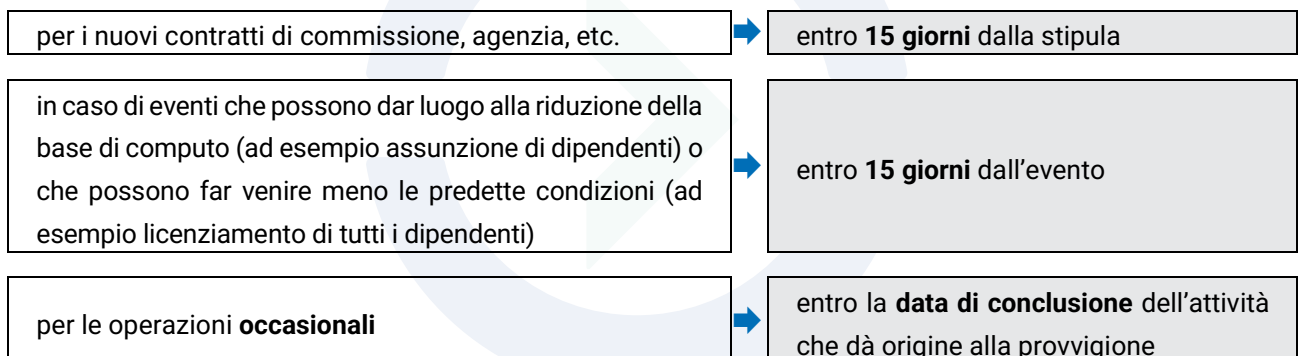 per i nuovi contratti di commissione, agenzia, etc.
entro 15 giorni dalla stipula
in caso di eventi che possono dar luogo alla riduzione della
base di computo (ad esempio assunzione di dipendenti) o
che possono far venire meno le predette condizioni (ad
esempio licenziamento di tutti i dipendenti)
entro 15 giorni dall’evento
per le operazioni occasionali
entro la data di conclusione dell’attività
che dà origine alla provvigione